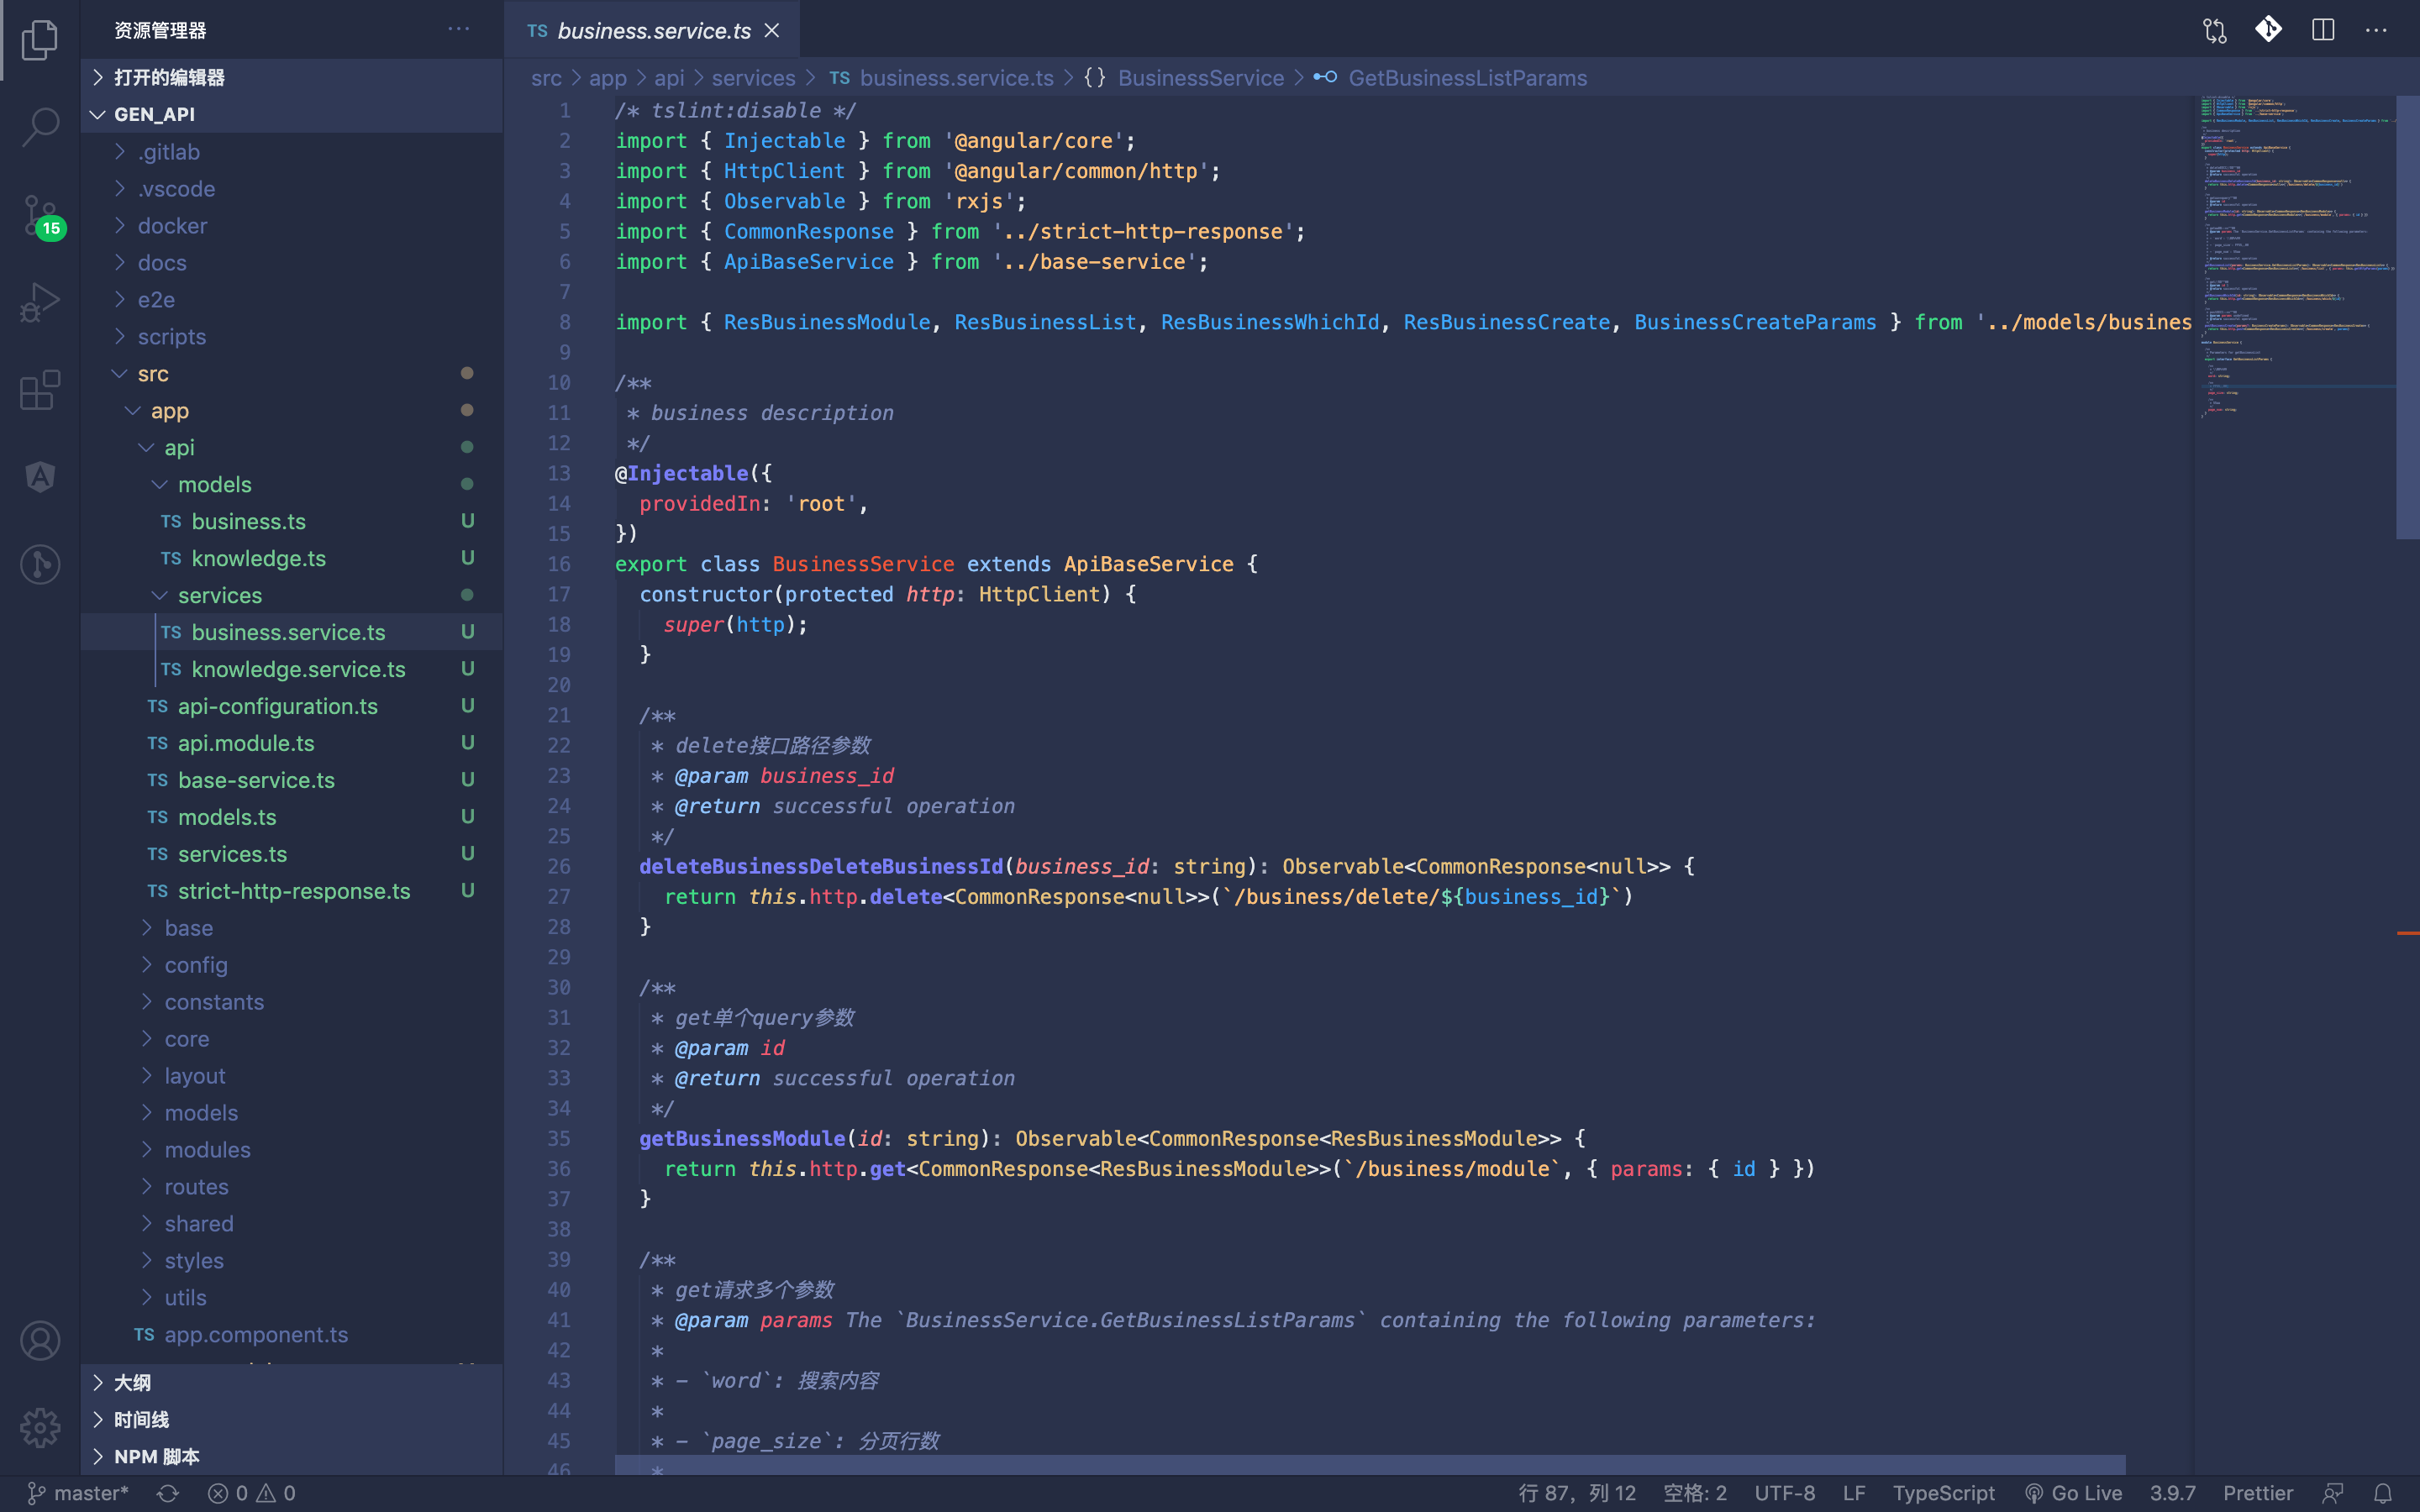 资源管理器
打开的编辑器
GEN_API
.gitlab
.vscode
docker
docs
e2e
scripts
src
app
api
models
TS business.ts U
TS knowledge.ts U
services
TS business.service.ts U
TS knowledge.service.ts U
TS api-configuration.ts U
TS api.module.ts U
TS base-service.ts U
TS models.ts U
TS services.ts U
TS strict-http-response.ts U
base
config
constants
core
layout
models
modules
routes
shared
styles
utils
TS app.component.ts
大纲
时间线
NPM 脚本
15
TS business.service.ts
src > app > api > services > TS business.service.ts > {} BusinessService > GetBusinessListParams
1 /* tslint:disable */
2 import { Injectable } from '@angular/core';
3 import { HttpClient } from '@angular/common/http';
4 import { Observable } from 'rxjs';
5 import { CommonResponse } from '../strict-http-response';
6 import { ApiBaseService } from '../base-service';
7
8 import { ResBusinessModule, ResBusinessList, ResBusinessWhichId, ResBusinessCreate, BusinessCreateParams } from '../models/busines
9
10 /**
11 * business description
12 */
13 @Injectable({
14 providedIn: 'root',
15 })
16 export class BusinessService extends ApiBaseService {
17 constructor(protected http: HttpClient) {
18 super(http);
19 }
20
21 /**
22 * delete接口路径参数
23 * @param business_id
24 * @return successful operation
25 */
26 deleteBusinessDeleteBusinessId(business_id: string): Observable<CommonResponse<null>> {
27 return this.http.delete<CommonResponse<null>>(`/business/delete/${business_id}`)
28 }
29
30 /**
31 * get单个query参数
32 * @param id
33 * @return successful operation
34 */
35 getBusinessModule(id: string): Observable<CommonResponse<ResBusinessModule>> {
36 return this.http.get<CommonResponse<ResBusinessModule>>(`/business/module`, { params: { id } })
37 }
38
39 /**
40 * get请求多个参数
41 * @param params The `BusinessService.GetBusinessListParams` containing the following parameters:
42 *
43 * - `word`: 搜索内容
44 *
45 * - `page_size`: 分页行数
46 *
master* 0 0
行 87，列 12 空格: 2 UTF-8 LF TypeScript Go Live 3.9.7 Prettier